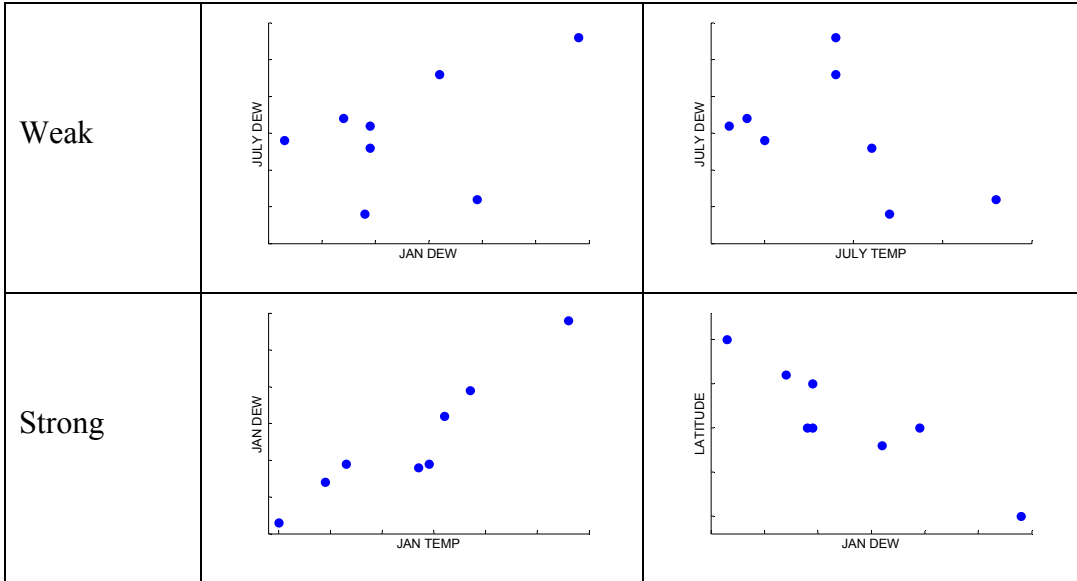 Weak
JULY DEW
JAN DEW
JULY DEW
JULY TEMP
Strong
JAN DEW
JAN TEMP
LATITUDE
JAN DEW